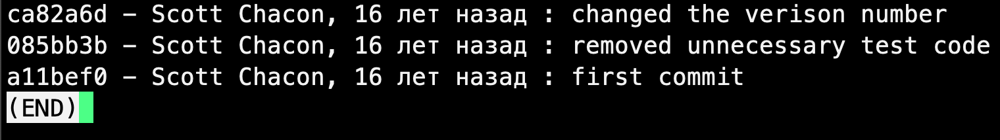 ca82a6d – Scott Chacon, 16 лет назад : changed the verison number
085bb3b – Scott Chacon, 16 лет назад : removed unnecessary test code
a11bef0 – Scott Chacon, 16 лет назад : first commit
(END)